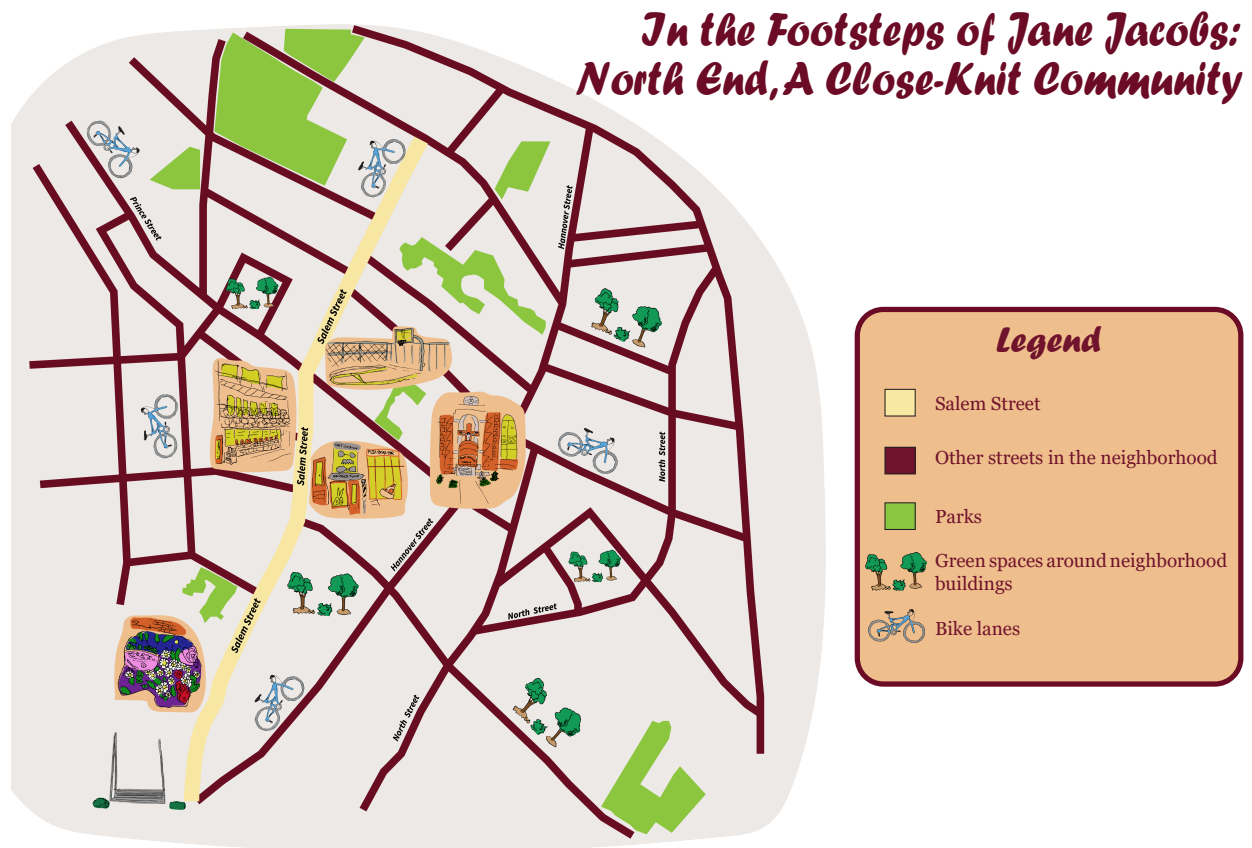 In the Footsteps of Jane Jacobs:
North End, A Close-Knit Community
Prince Street
Hannover Street
Salem Street
Salem Street
North Street
Hannover Street
North Street
Salem Street
North Street
Legend
Salem Street
Other streets in the neighborhood
Parks
Green spaces around neighborhood
buildings
Bike lanes